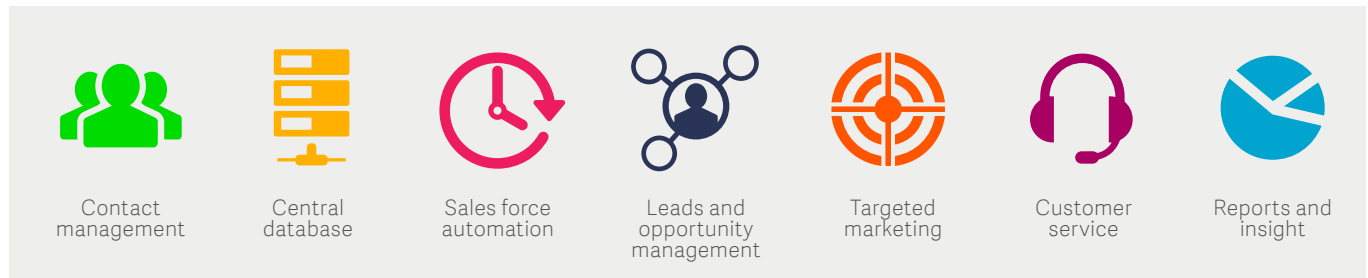 Contact
management
Central
database
Sales force
automation
Leads and
opportunity
management
Targeted
marketing
Customer
service
Reports and
insight